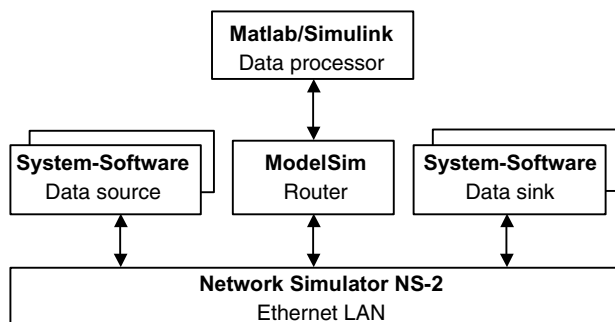 Matlab/Simulink
Data processor
System-Software
Data source
ModelSim
Router
System-Software
Data sink
Network Simulator NS-2
Ethernet LAN